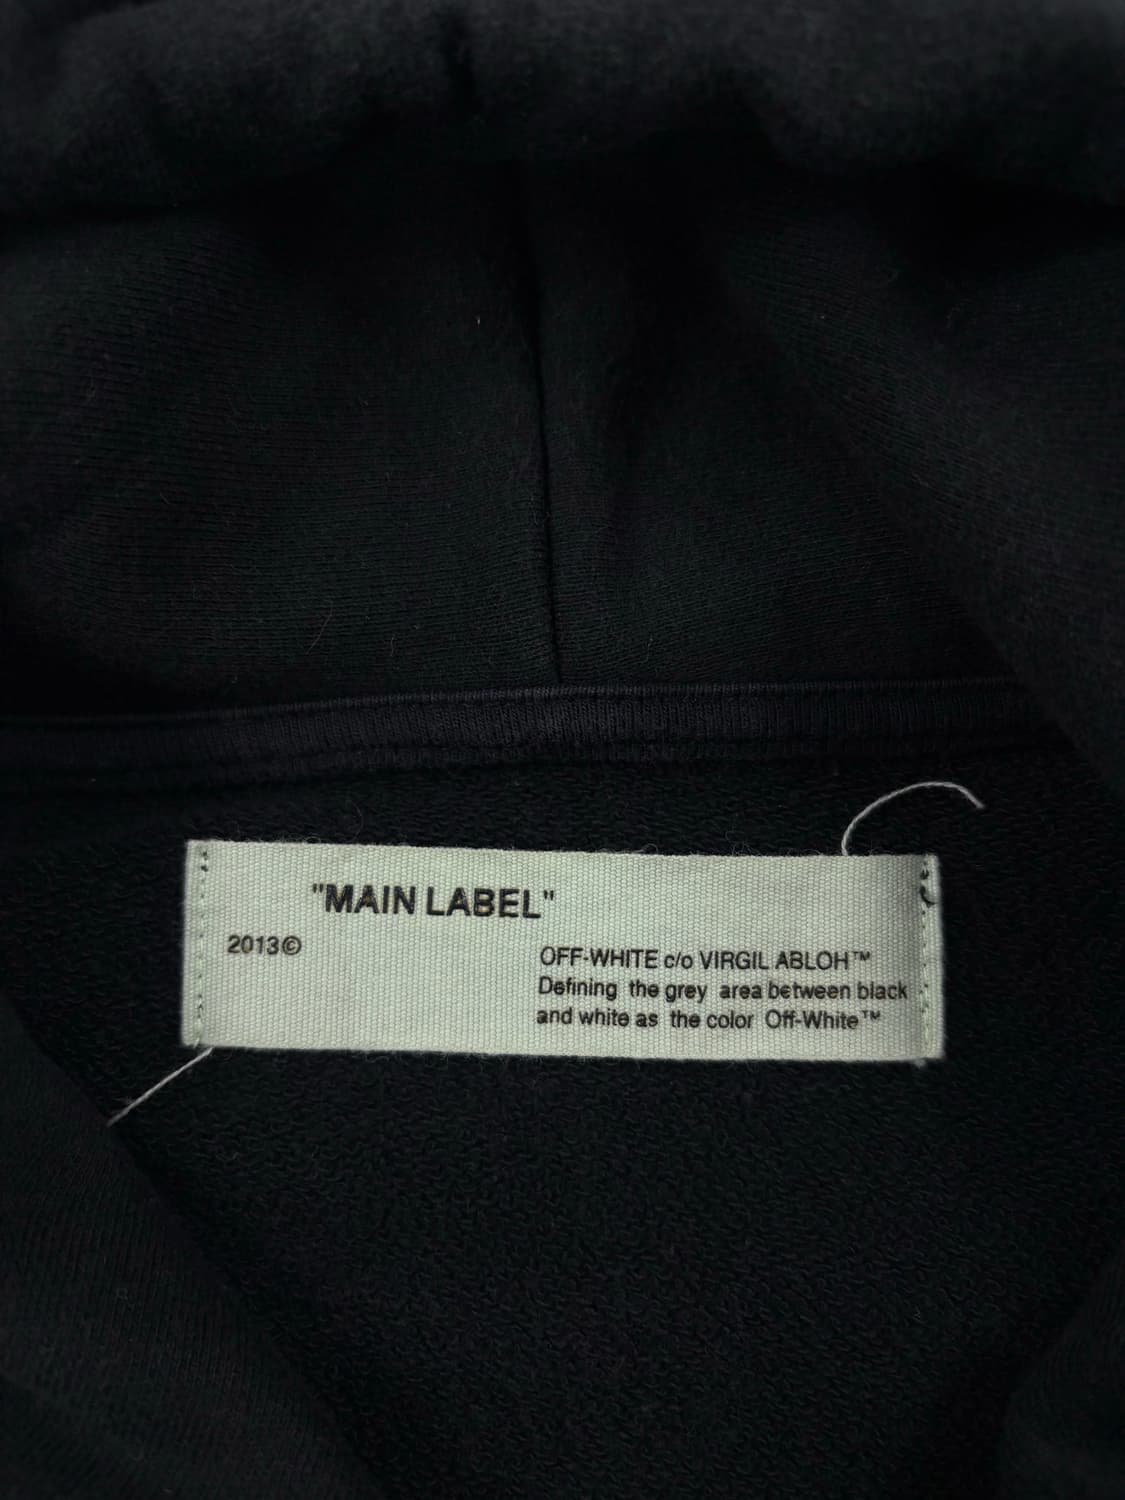 "MAIN LABEL"
2013©
OFF-WHITE c/o VIRGIL ABLOH™
Defining the grey area between black
and white as the color Off-White™